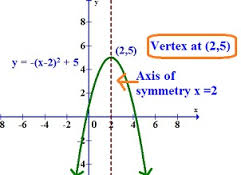 y
8
(2,5)
Vertex at (2,5)
y = -(x-2)² + 5
4
Axis of
symmetry x =2
2
x
8 -6 -4 -2 0 2 4 6 8
-2
-4